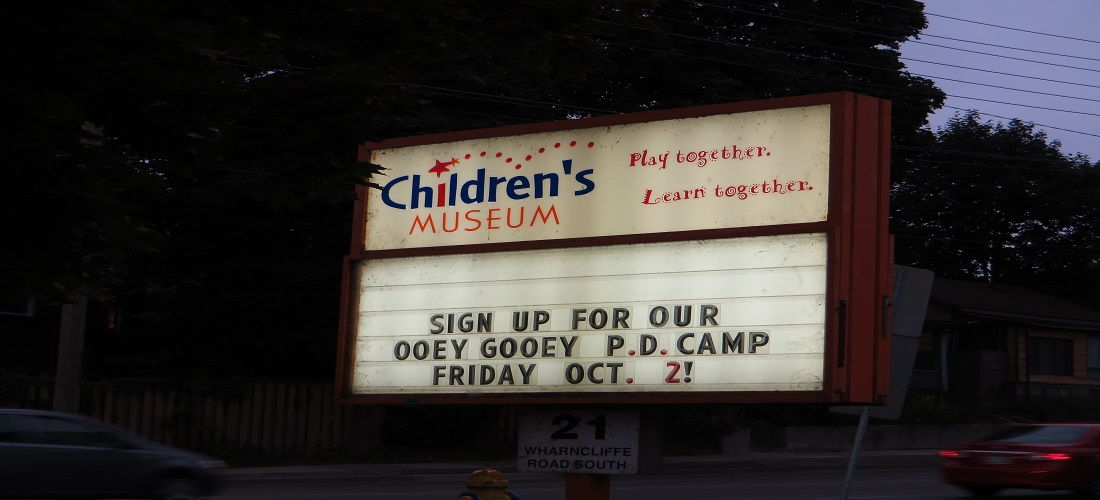 Children's
MUSEUM
Play together.
Learn together.
SIGN UP FOR OUR
OOEY GOOEY P.D. CAMP
FRIDAY OCT. 2!
21
WHARNCLIFFE
ROAD SOUTH